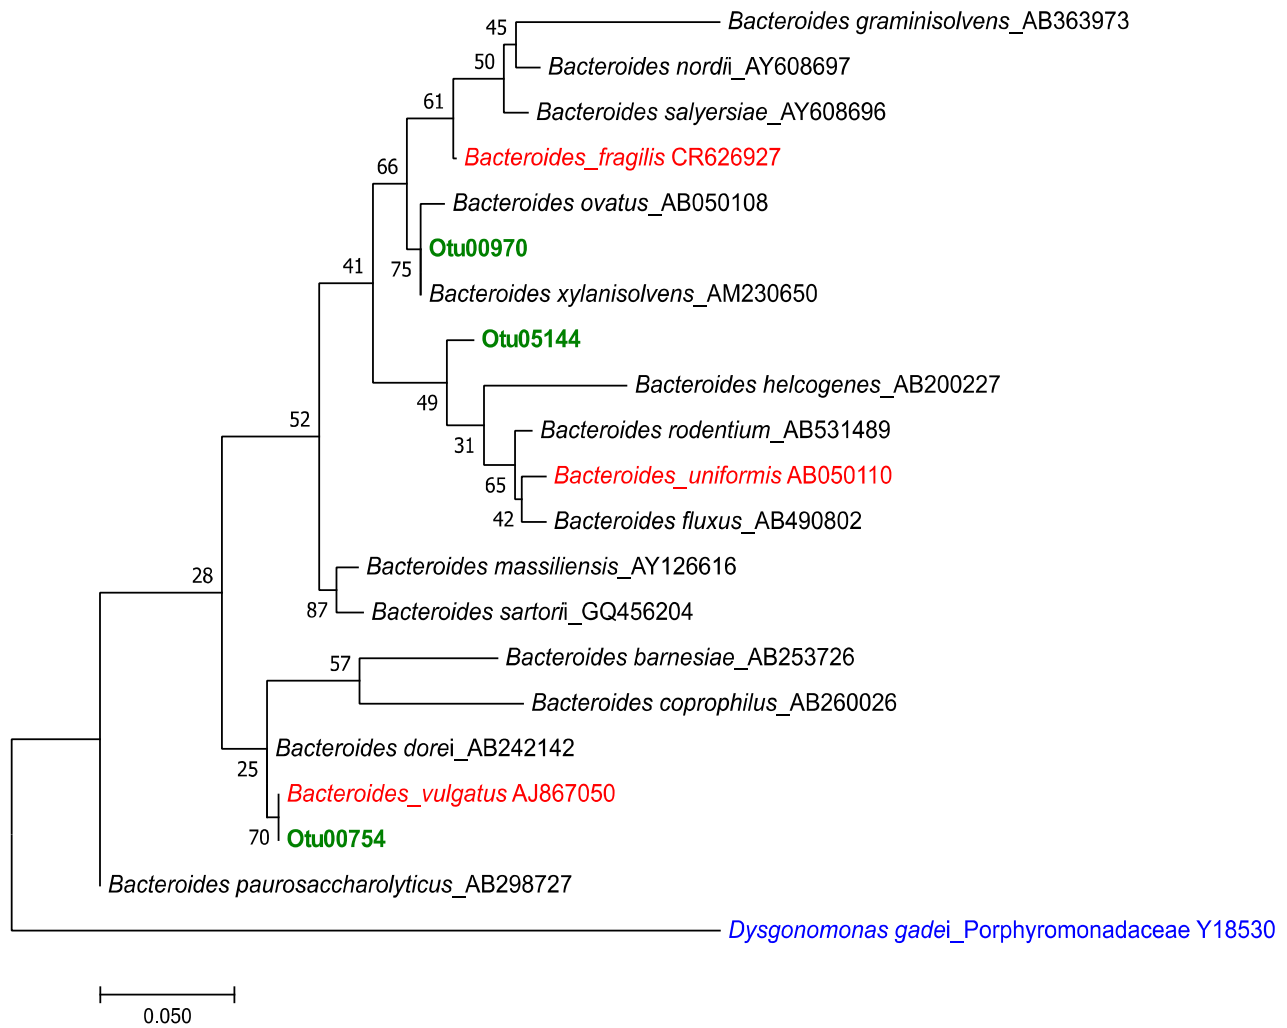 45
Bacteroides graminisolvens_AB363973
50
Bacteroides nordii_AY608697
61
Bacteroides salyersiae_AY608696
Bacteroides_fragilis CR626927
66
Bacteroides ovatus_AB050108
Otu00970
41
75
Bacteroides xylanisolvens_AM230650
Otu05144
Bacteroides helcogenes_AB200227
49
52
Bacteroides rodentium_AB531489
31
Bacteroides_uniformis AB050110
65
42
Bacteroides fluxus_AB490802
Bacteroides massiliensis_AY126616
28
87
Bacteroides sartorii_GQ456204
57
Bacteroides barnesiae_AB253726
Bacteroides coprophilus_AB260026
Bacteroides dorei_AB242142
25
Bacteroides_vulgatus AJ867050
70
Otu00754
Bacteroides paurosaccharolyticus_AB298727
Dysgonomonas gadei_Porphyromonadaceae Y18530
0.050